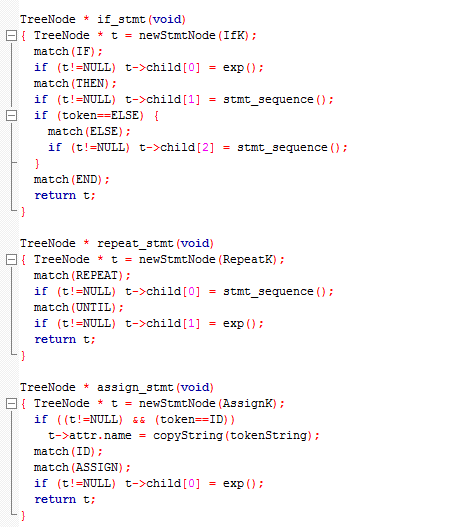 TreeNode * if_stmt(void)
{ TreeNode * t = newStmtNode(IfK);
  match(IF);
  if (t!=NULL) t->child[0] = exp();
  match(THEN);
  if (t!=NULL) t->child[1] = stmt_sequence();
  if (token==ELSE) {
    match(ELSE);
    if (t!=NULL) t->child[2] = stmt_sequence();
  }
  match(END);
  return t;
}
TreeNode * repeat_stmt(void)
{ TreeNode * t = newStmtNode(RepeatK);
  match(REPEAT);
  if (t!=NULL) t->child[0] = stmt_sequence();
  match(UNTIL);
  if (t!=NULL) t->child[1] = exp();
  return t;
}
TreeNode * assign_stmt(void)
{ TreeNode * t = newStmtNode(AssignK);
  if ((t!=NULL) && (token==ID))
    t->attr.name = copyString(tokenString);
  match(ID);
  match(ASSIGN);
  if (t!=NULL) t->child[0] = exp();
  return t;
}